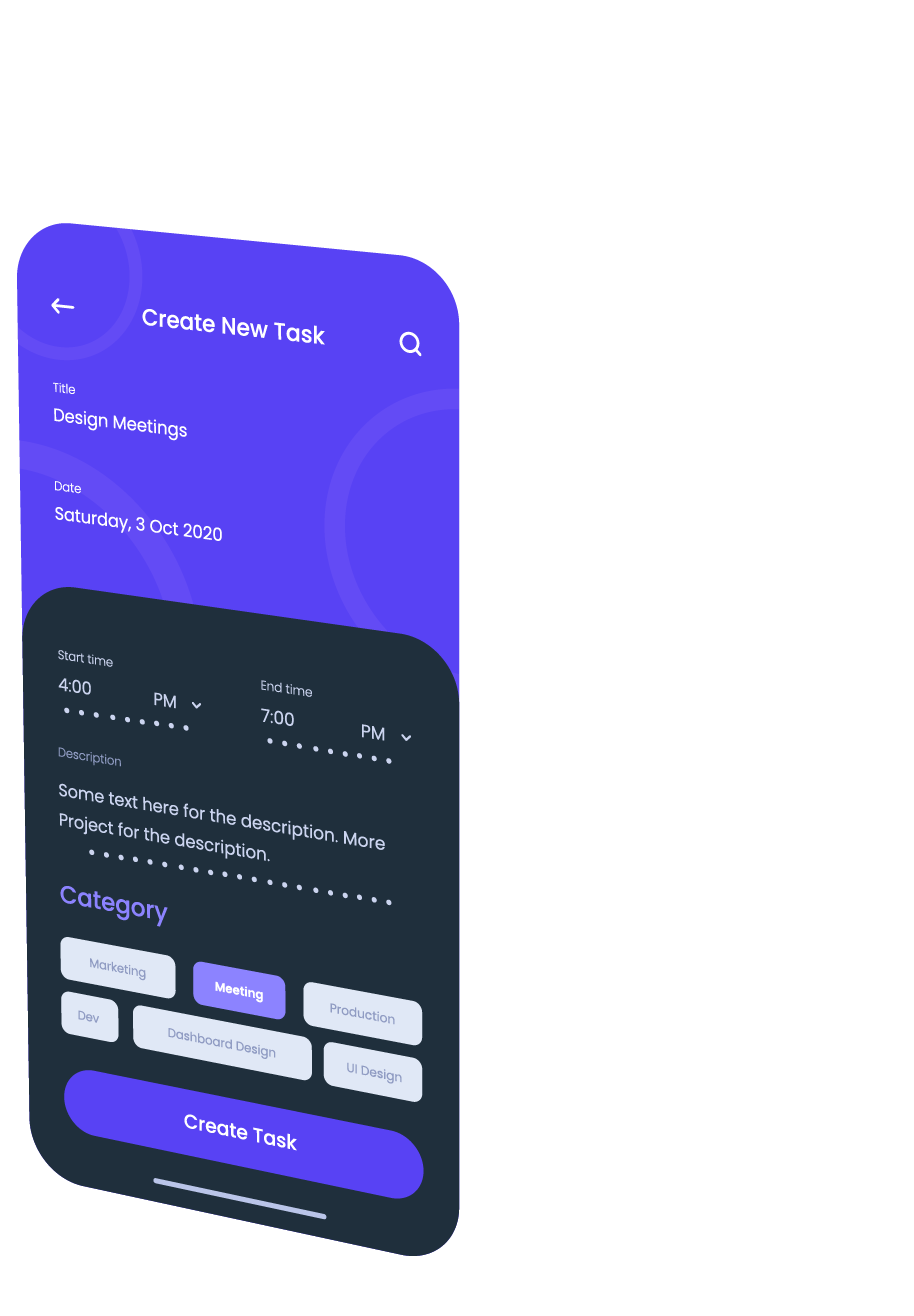 Create New Task
Title
Design Meetings
Date
Saturday, 3 Oct 2020
Start time
End time
4:00 PM
7:00 PM
Description
Some text here for the description. More
Project for the description.
Category
Marketing
Meeting
Production
Dev
Dashboard Design
UI Design
Create Task